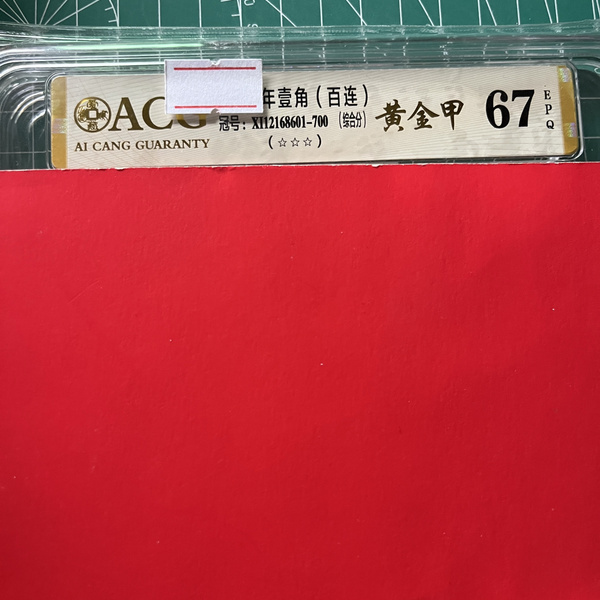 ACG
AI CANG GUARANTY
年壹角（百连）
冠号：XI12168601-700 （综合分）
（☆☆☆）
黄金甲
67
EPQ